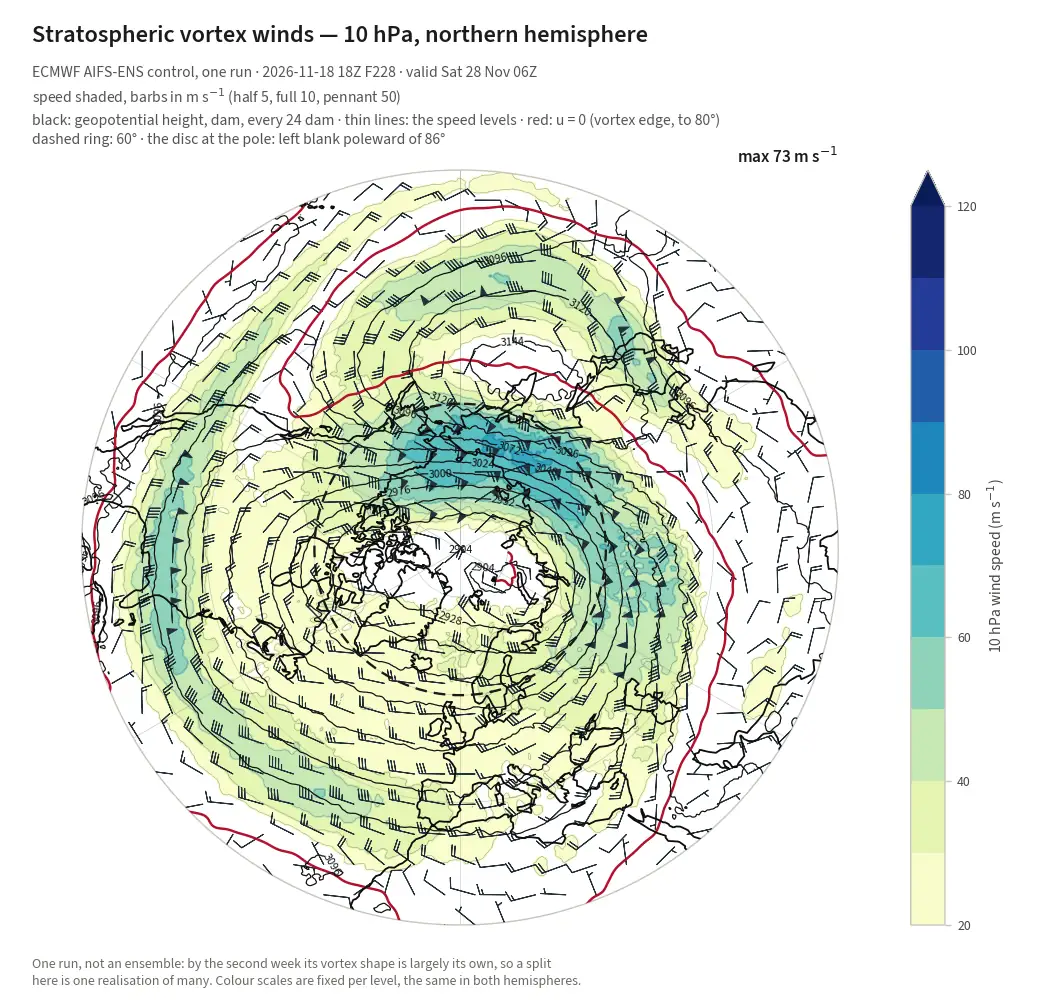 Stratospheric vortex winds — 10 hPa, northern hemisphere
ECMWF AIFS-ENS control, one run · 2026-11-18 18Z F228 · valid Sat 28 Nov 06Z
speed shaded, barbs in m s⁻¹ (half 5, full 10, pennant 50)
black: geopotential height, dam, every 24 dam · thin lines: the speed levels · red: u = 0 (vortex edge, to 80°)
dashed ring: 60° · the disc at the pole: left blank poleward of 86°
max 73 m s⁻¹
120
100
80
60
40
20
10 hPa wind speed (m s⁻¹)
3096
3144
3024
3000
2976
3096
2904
2904
2928
3096
One run, not an ensemble: by the second week its vortex shape is largely its own, so a split
here is one realisation of many. Colour scales are fixed per level, the same in both hemispheres.